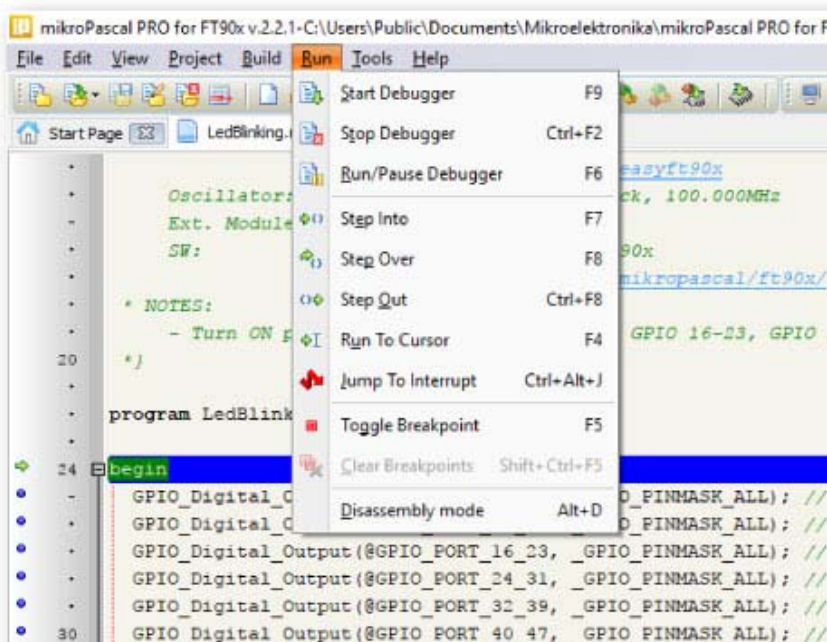 mikroPascal PRO for FT90x v.2.2.1-C:\Users\Public\Documents\Mikroelektronika\mikroPascal PRO for F
File Edit View Project Build Run Tools Help
Start Page LedBlinking.
Start Debugger F9
Stop Debugger Ctrl+F2
Run/Pause Debugger F6
Step Into F7
Step Over F8
Step Out Ctrl+F8
Run To Cursor F4
Jump To Interrupt Ctrl+Alt+J
Toggle Breakpoint F5
Clear Breakpoints Shift+Ctrl+F5
Disassembly mode Alt+D
easyft90x
Oscillator: ck, 100.000MHz
Ext. Module
SW: 90x
mikropascal/ft90x/
* NOTES:
- Turn ON GPIO 16-23, GPIO
20 *)
program LedBlink
24 begin
GPIO_Digital_O O_PINMASK_ALL); //
GPIO_Digital_O O_PINMASK_ALL); //
GPIO_Digital_Output(@GPIO_PORT_16_23, _GPIO_PINMASK_ALL); //
GPIO_Digital_Output(@GPIO_PORT_24_31, _GPIO_PINMASK_ALL); //
GPIO_Digital_Output(@GPIO_PORT_32_39, _GPIO_PINMASK_ALL); //
30 GPIO_Digital_Output(@GPIO_PORT_40_47, _GPIO_PINMASK_ALL); //